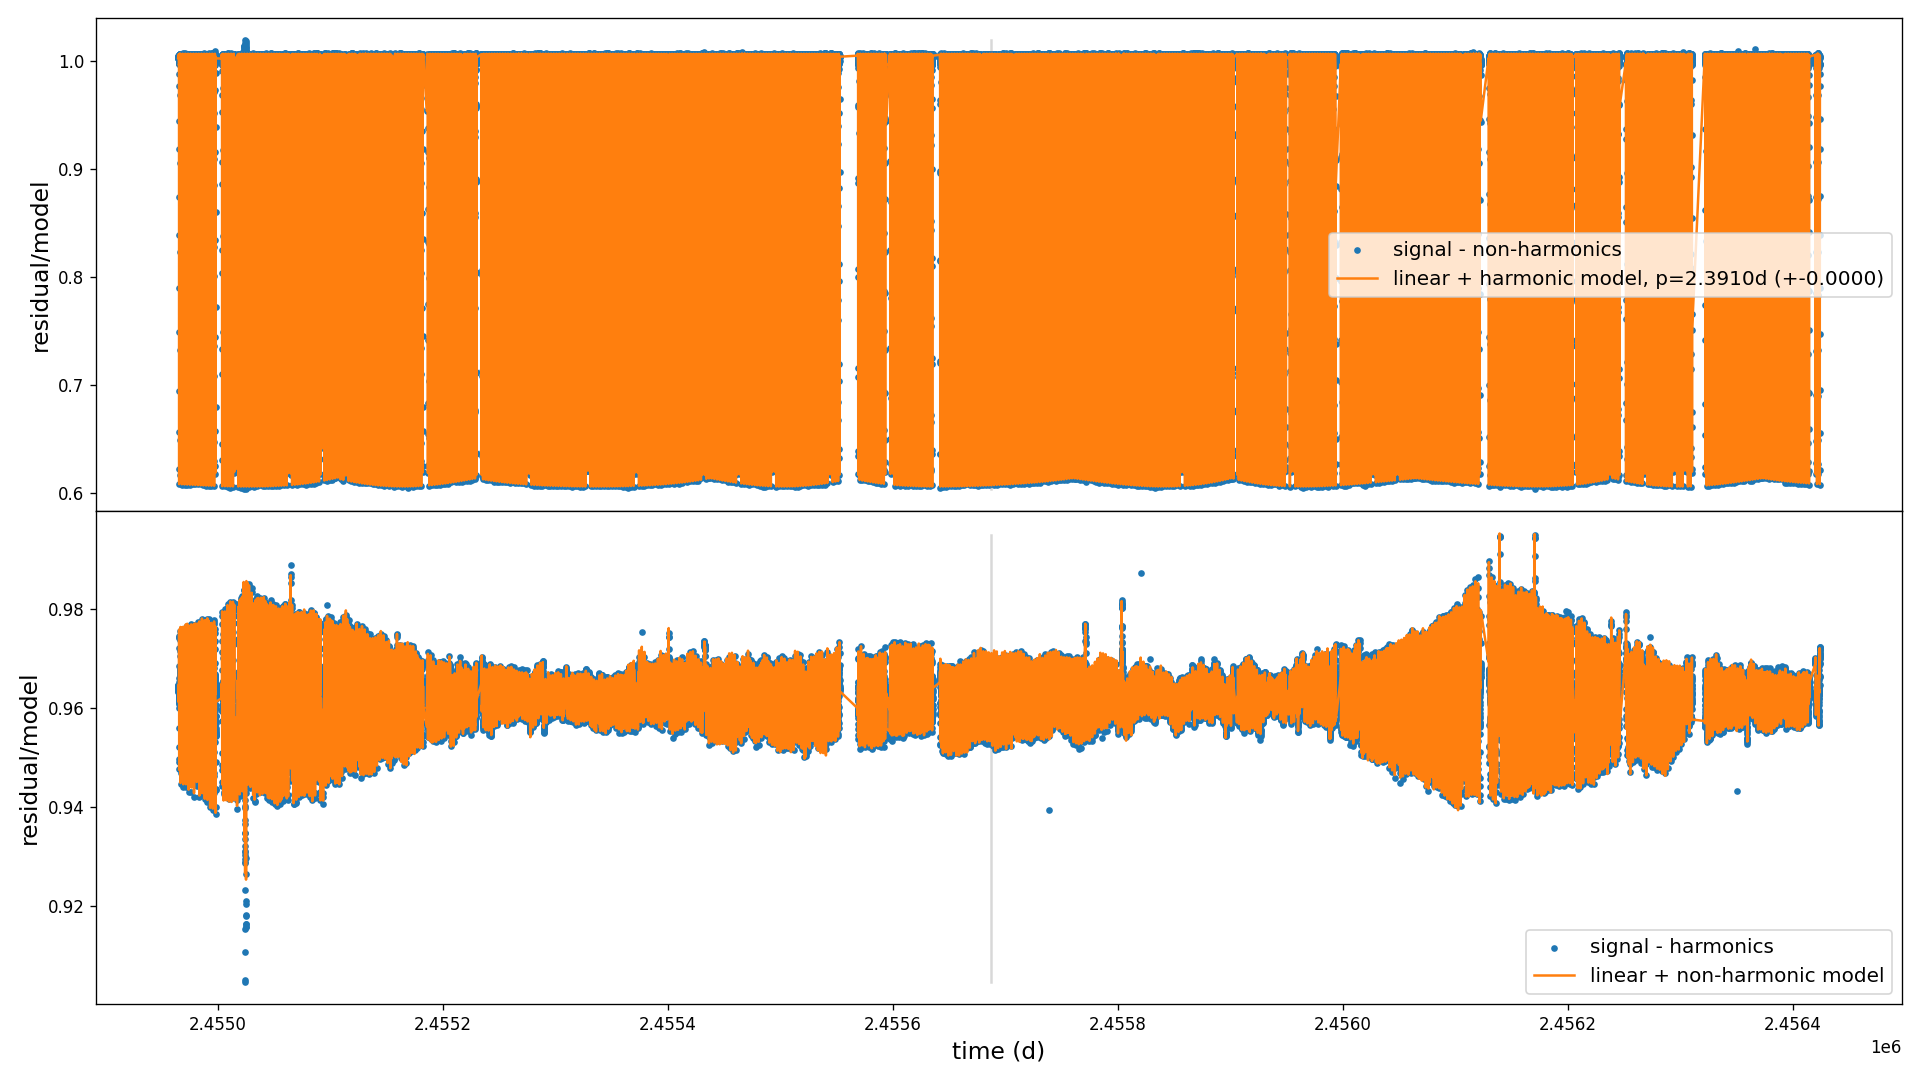 residual/model
1.0
0.9
0.8
0.7
0.6
signal - non-harmonics
linear + harmonic model, p=2.3910d (+-0.0000)
residual/model
0.98
0.96
0.94
0.92
signal - harmonics
linear + non-harmonic model
2.4550 2.4552 2.4554 2.4556 2.4558 2.4560 2.4562 2.4564
time (d)
1e6